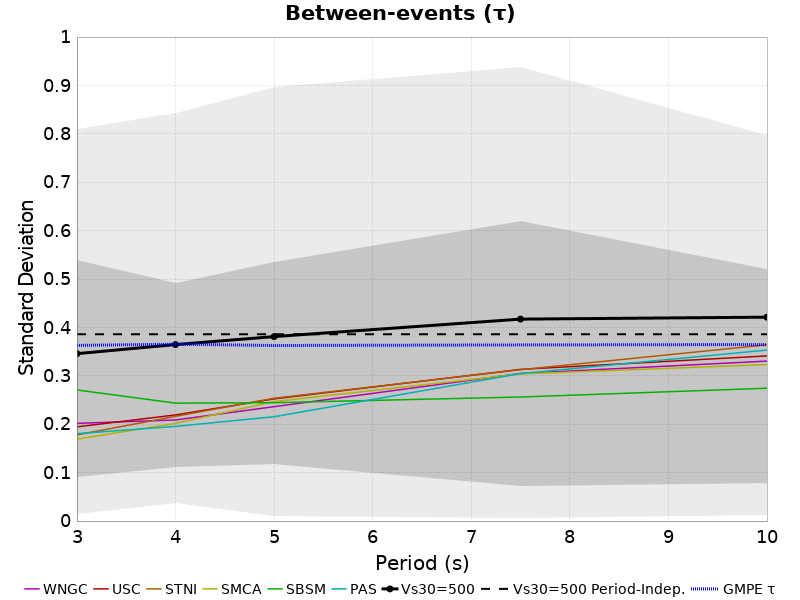 Between-events (τ)
1
0.9
0.8
0.7
0.6
0.5
0.4
0.3
0.2
0.1
0
Standard Deviation
3 4 5 6 7 8 9 10
Period (s)
WNGC USC STNI SMCA SBSM PAS Vs30=500 Vs30=500 Period-Indep. GMPE τ